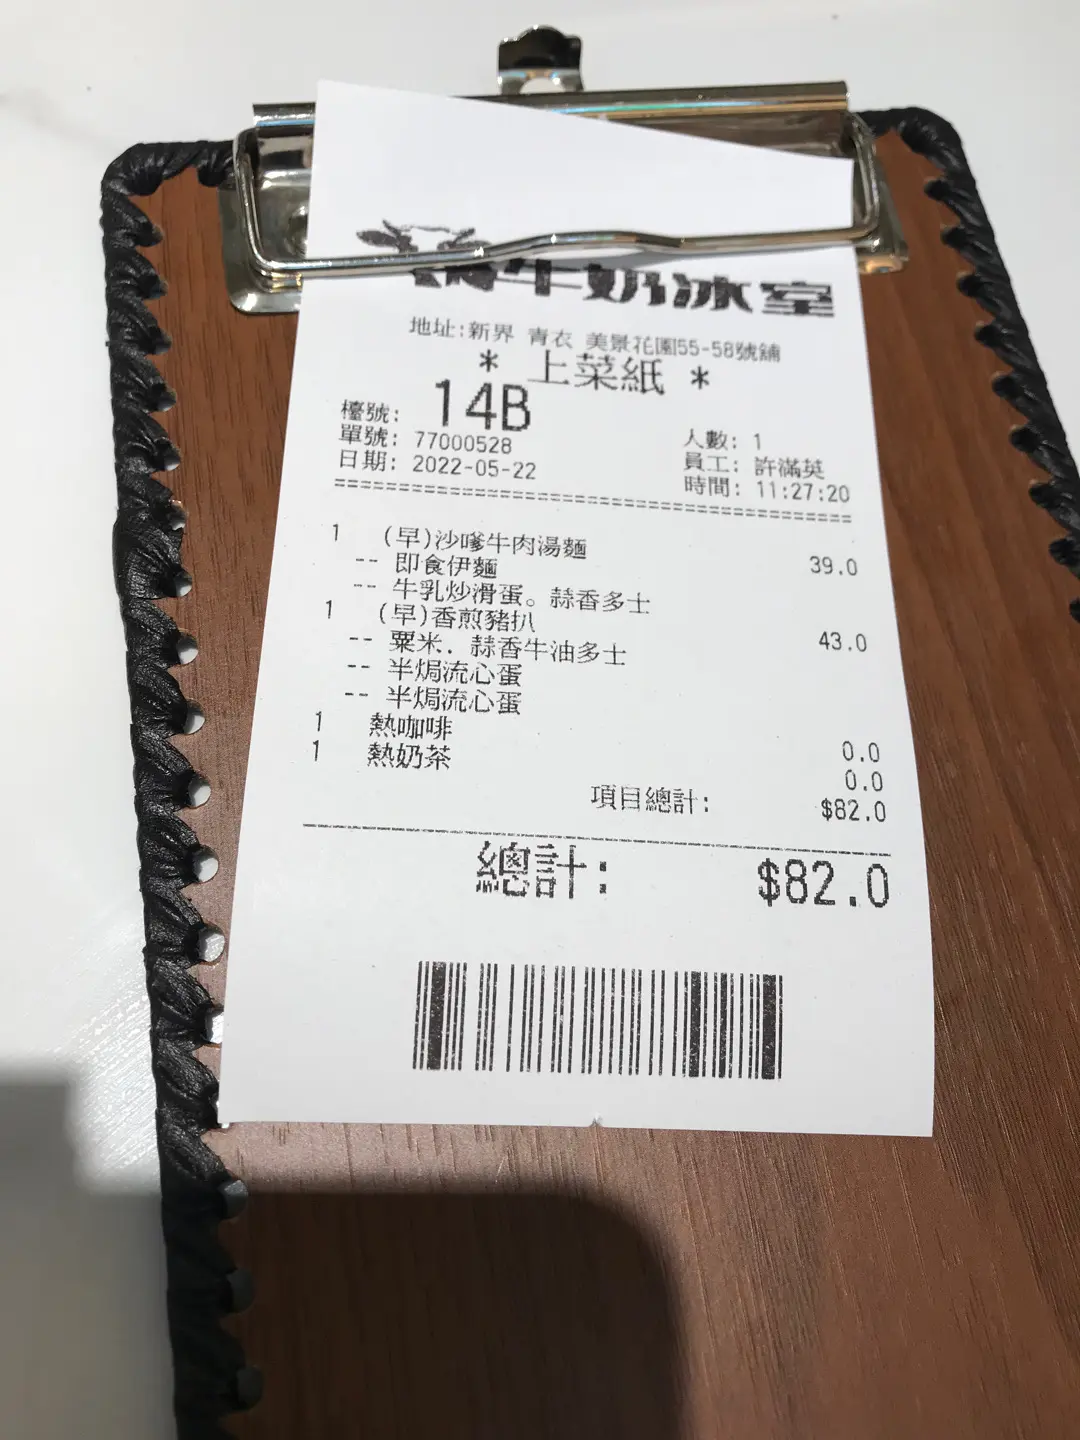 牛奶冰室
地址:新界 青衣 美景花園55-58號舖
* 上菜紙 *
檯號: 14B
單號: 77000528 人數: 1
日期: 2022-05-22 員工: 許滿英
時間: 11:27:20
================================================
1 (早)沙嗲牛肉湯麵 39.0
-- 即食伊麵
-- 牛乳炒滑蛋。蒜香多士
1 (早)香煎豬扒 43.0
-- 粟米. 蒜香牛油多士
-- 半焗流心蛋
-- 半焗流心蛋
1 熱咖啡 0.0
1 熱奶茶 0.0
項目總計: $82.0
總計: $82.0